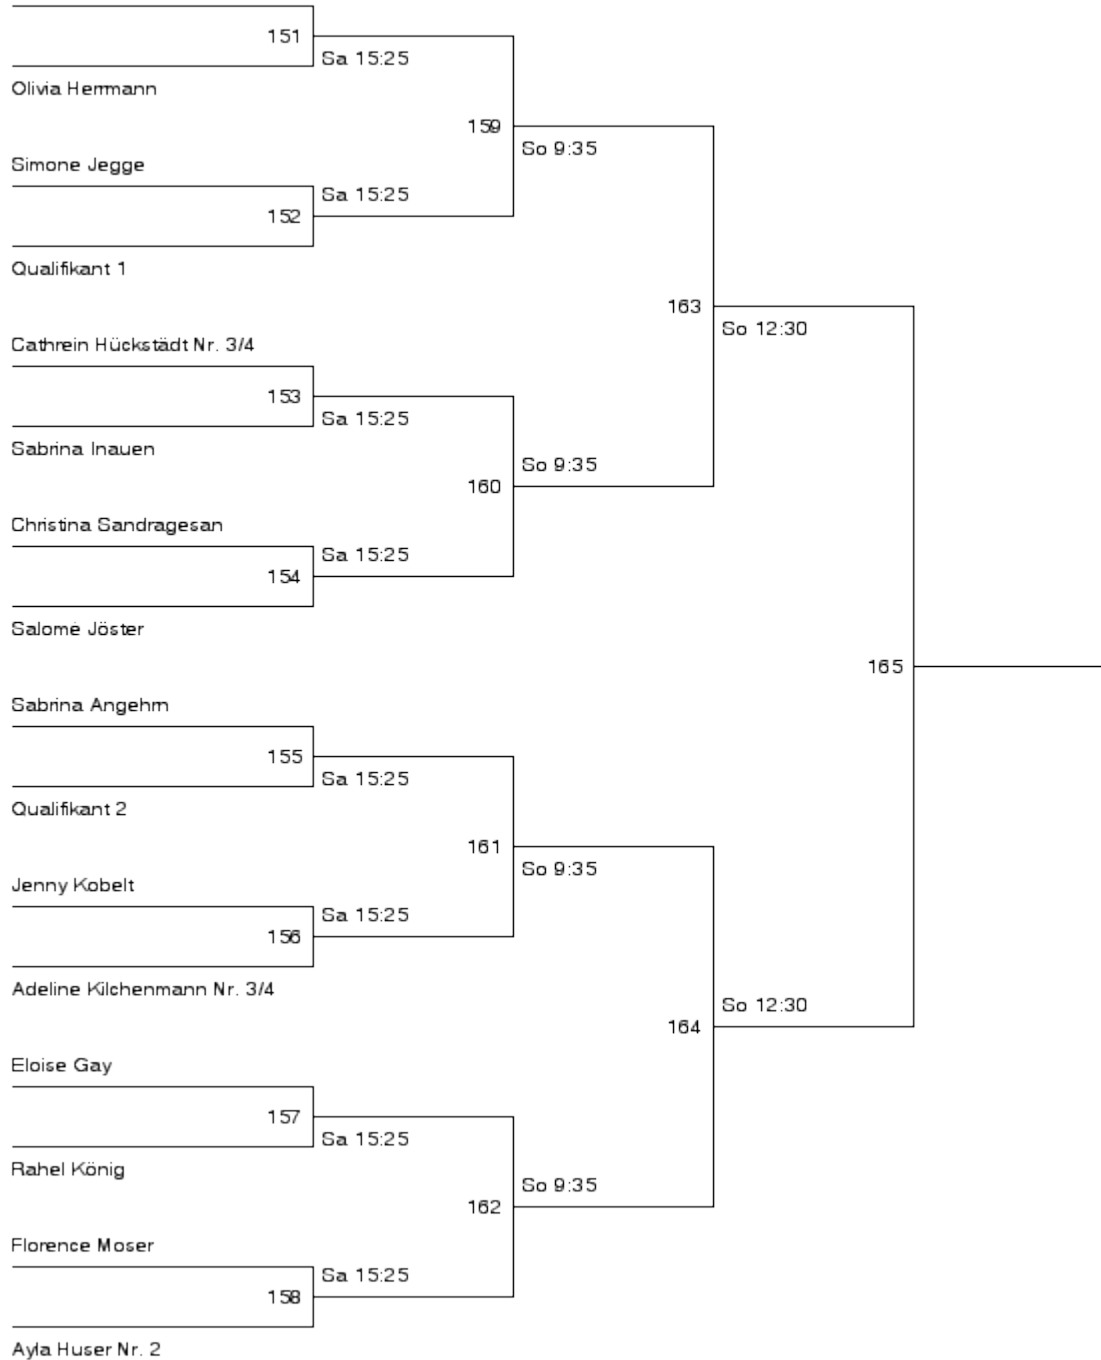 151
Sa 15:25
Olivia Herrmann
159
So 9:35
Simone Jegge
Sa 15:25
152
Qualifikant 1
163
So 12:30
Cathrein Hückstädt Nr. 3/4
153
Sa 15:25
Sabrina Inauen
So 9:35
160
Christina Sandragesan
Sa 15:25
154
Salomé Jöster
165
Sabrina Angehrn
155
Sa 15:25
Qualifikant 2
161
So 9:35
Jenny Kobelt
Sa 15:25
156
Adeline Kilchenmann Nr. 3/4
So 12:30
164
Eloise Gay
157
Sa 15:25
Rahel König
So 9:35
162
Florence Moser
Sa 15:25
158
Ayla Huser Nr. 2